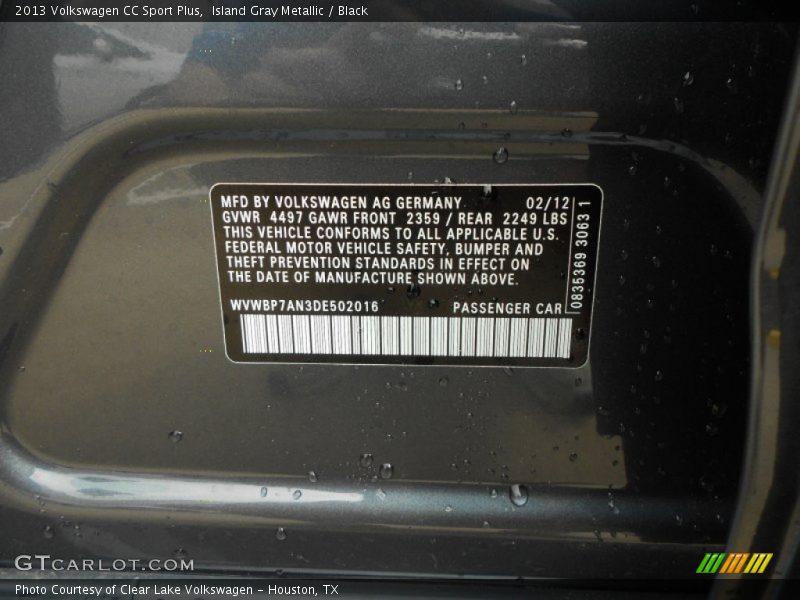 2013 Volkswagen CC Sport Plus,  Island Gray Metallic / Black
MFD BY VOLKSWAGEN AG GERMANY 02/12
GVWR 4497 GAWR FRONT 2359 / REAR 2249 LBS
THIS VEHICLE CONFORMS TO ALL APPLICABLE U.S.
FEDERAL MOTOR VEHICLE SAFETY, BUMPER AND
THEFT PREVENTION STANDARDS IN EFFECT ON
THE DATE OF MANUFACTURE SHOWN ABOVE.
WVWBP7AN3DE502016 PASSENGER CAR
0835369 3063 1
GTCARLOT.COM
Photo Courtesy of Clear Lake Volkswagen - Houston, TX